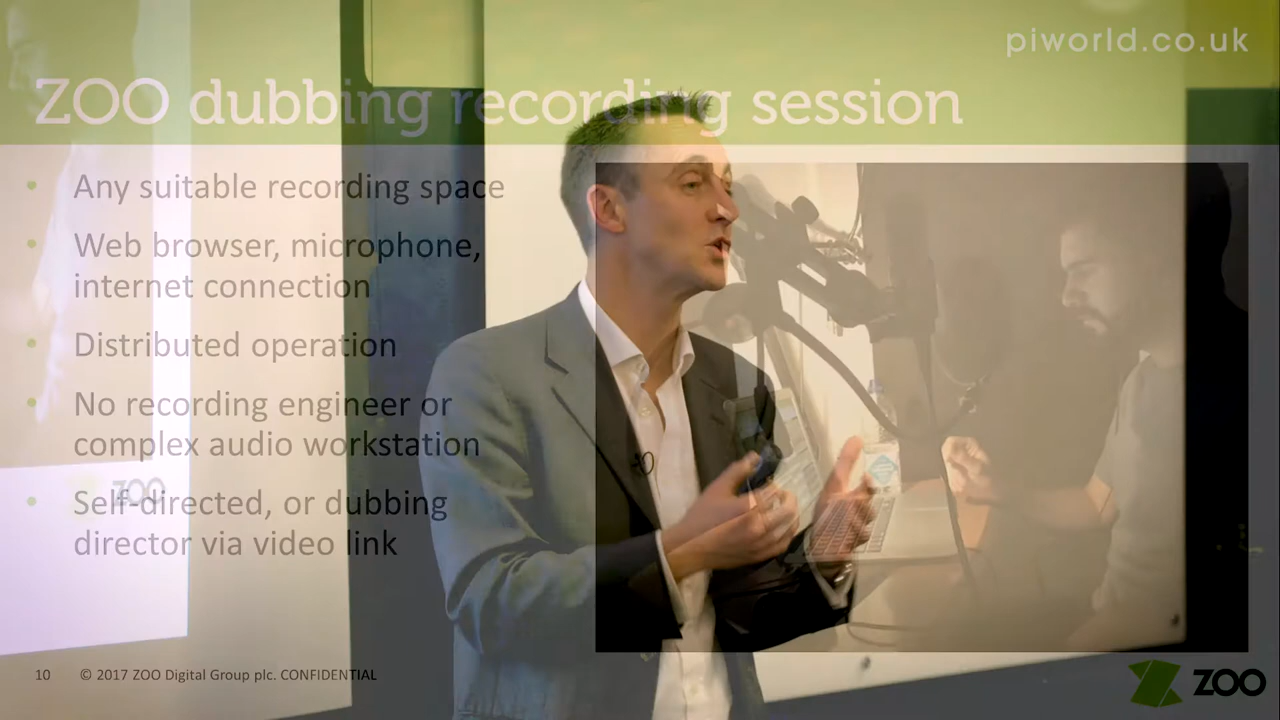 piworld.co.uk
ZOO dubbing recording session
• Any suitable recording space
• Web browser, microphone,
internet connection
• Distributed operation
• No recording engineer or
complex audio workstation
• Self-directed, or dubbing
director via video link
ZOO
10 © 2017 ZOO Digital Group plc. CONFIDENTIAL
ZOO